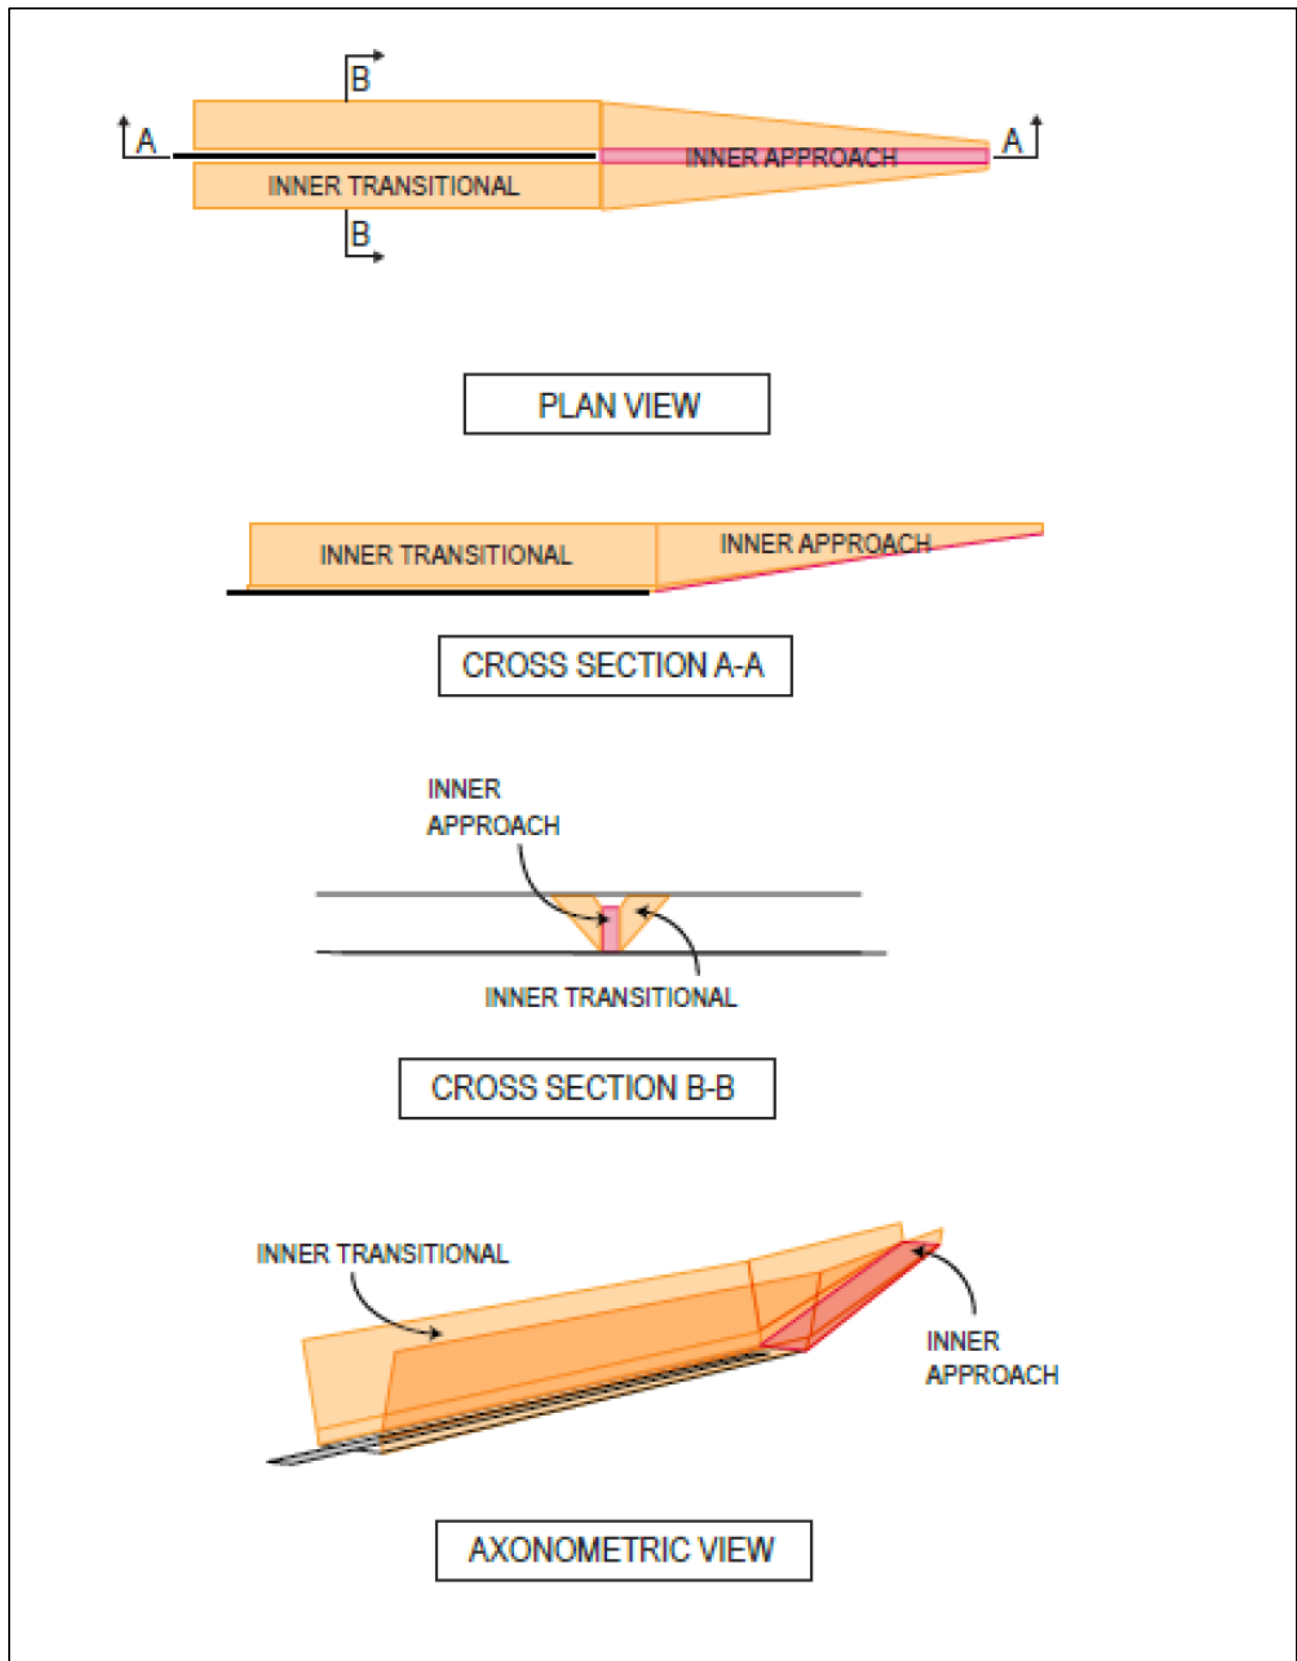 B
A
INNER APPROACH
A
INNER TRANSITIONAL
B
PLAN VIEW
INNER TRANSITIONAL
INNER APPROACH
CROSS SECTION A-A
INNER
APPROACH
INNER TRANSITIONAL
CROSS SECTION B-B
INNER TRANSITIONAL
INNER
APPROACH
AXONOMETRIC VIEW